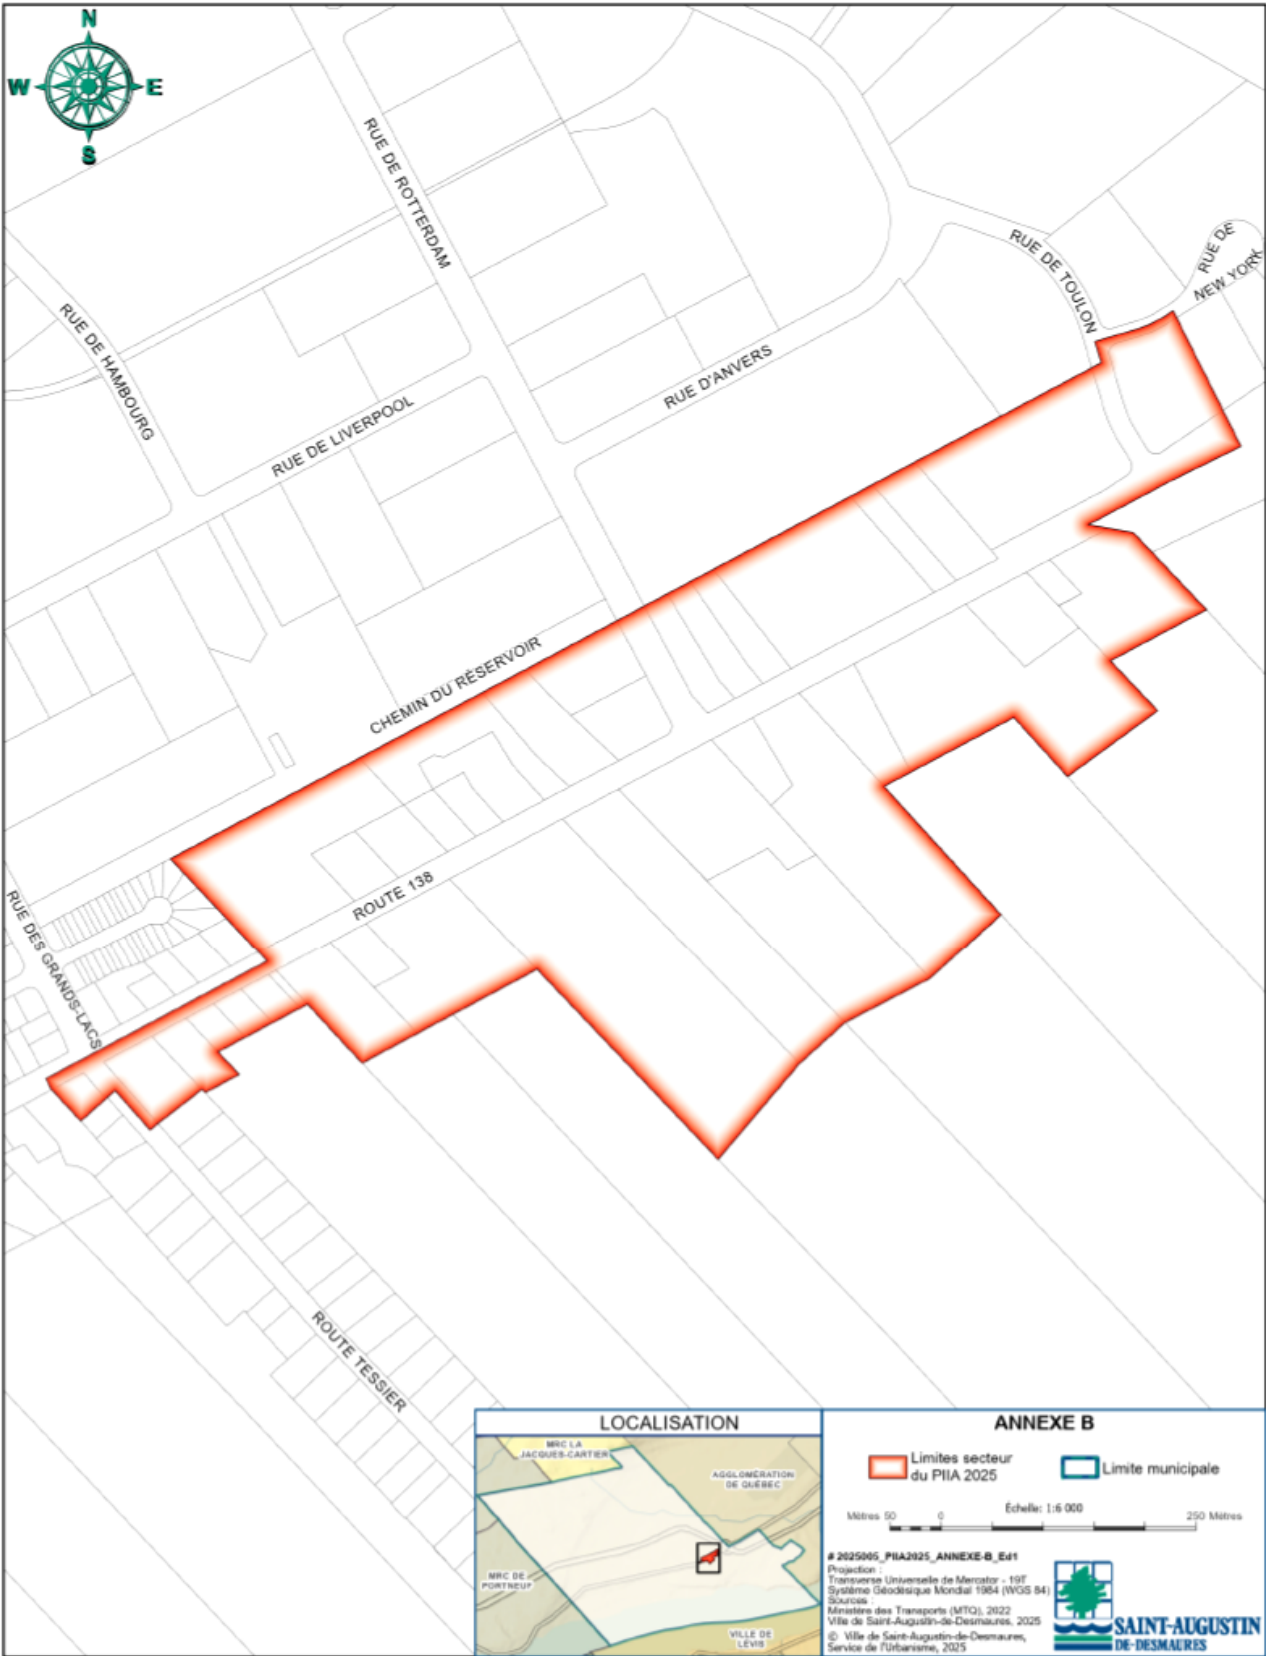 N
W E
S
RUE DE ROTTERDAM
RUE DE HAMBOURG
RUE DE LIVERPOOL
RUE D'ANVERS
RUE DE TOULON
RUE DE
NEW YORK
CHEMIN DU RÉSERVOIR
ROUTE 138
RUE DES GRANDS-LACS
ROUTE TESSIER
LOCALISATION
MRC LA
JACQUES-CARTIER
AGGLOMÉRATION
DE QUÉBEC
MRC DE
PORTNEUF
VILLE DE
LÉVIS
ANNEXE B
Limites secteur
du PIIA 2025
Limite municipale
Échelle: 1:6 000
Mètres 50 0 250 Mètres
# 2025005_PIIA2025_ANNEXE-B_Ed1
Projection :
Transverse Universelle de Mercator - 19T
Système Géodésique Mondial 1984 (WGS 84)
Sources :
Ministère des Transports (MTQ), 2022
Ville de Saint-Augustin-de-Desmaures, 2025
© Ville de Saint-Augustin-de-Desmaures,
Service de l'Urbanisme, 2025
SAINT-AUGUSTIN
DE-DESMAURES